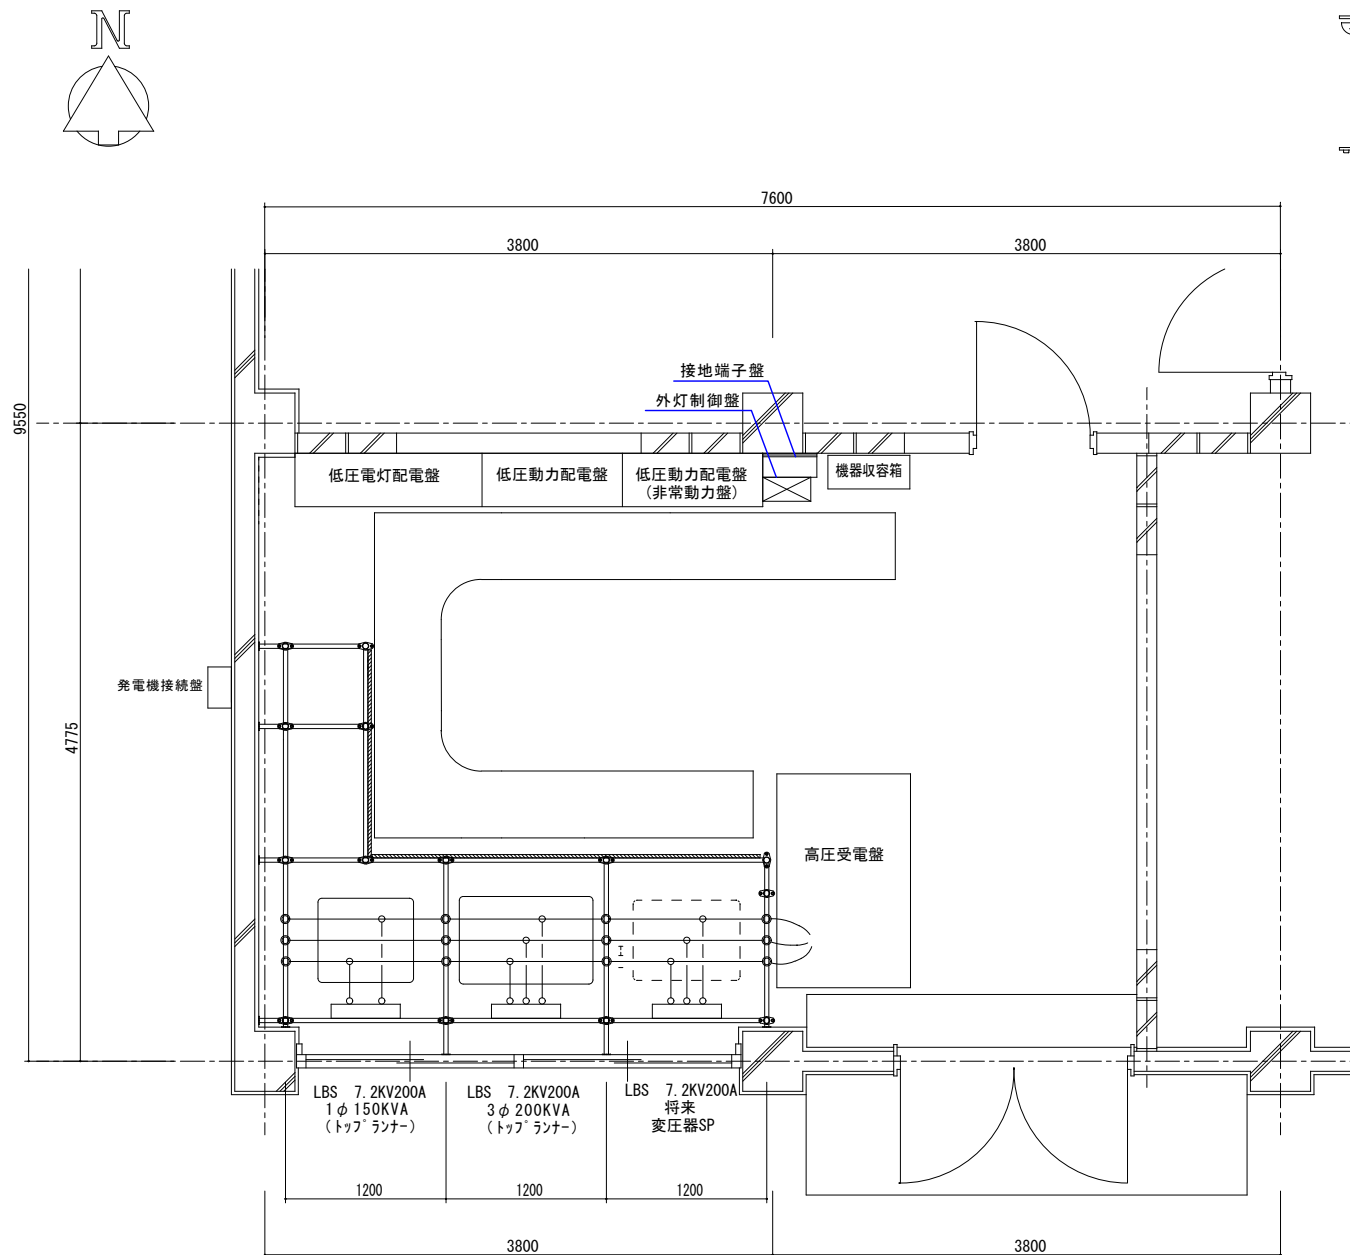 N
7600
3800
3800
接地端子盤
外灯制御盤
低圧電灯配電盤
低圧動力配電盤
低圧動力配電盤
(非常動力盤)
機器収容箱
9550
4775
発電機接続盤
高圧受電盤
LBS 7.2KV200A
1φ150KVA
(トップランナー)
LBS 7.2KV200A
3φ200KVA
(トップランナー)
LBS 7.2KV200A
将来
変圧器SP
1200
1200
1200
3800
3800